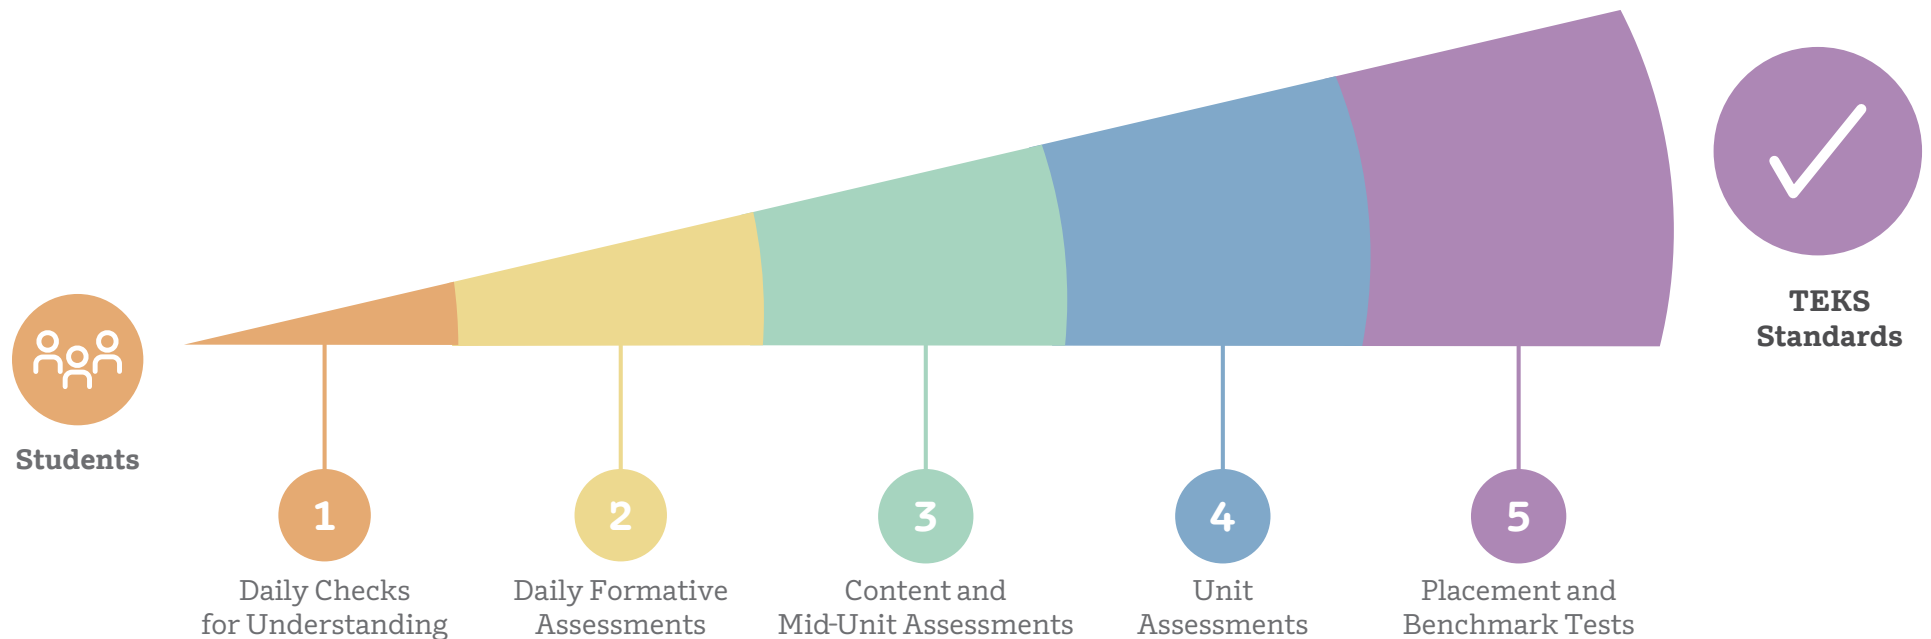 Students
1
Daily Checks
for Understanding
2
Daily Formative
Assessments
3
Content and
Mid-Unit Assessments
4
Unit
Assessments
5
Placement and
Benchmark Tests
TEKS
Standards